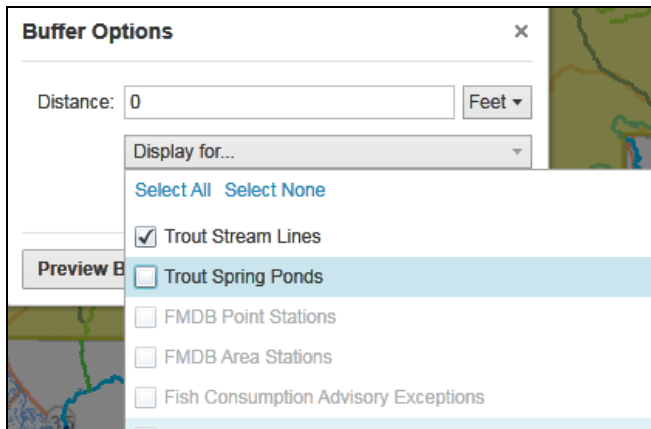 Buffer Options ×
Distance: 0 Feet
Display for...
Select All Select None
Trout Stream Lines
Preview B
Trout Spring Ponds
FMDB Point Stations
FMDB Area Stations
Fish Consumption Advisory Exceptions